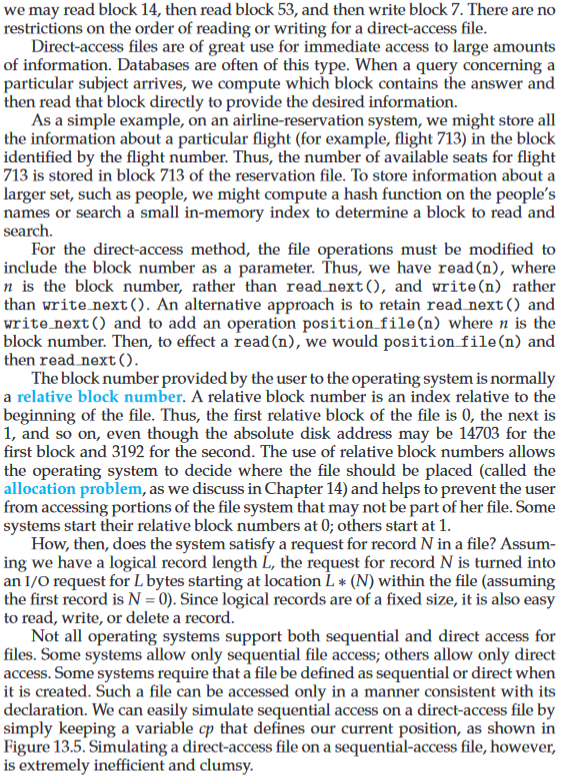 we may read block 14, then read block 53, and then write block 7. There are no
restrictions on the order of reading or writing for a direct-access file.
Direct-access files are of great use for immediate access to large amounts
of information. Databases are often of this type. When a query concerning a
particular subject arrives, we compute which block contains the answer and
then read that block directly to provide the desired information.
As a simple example, on an airline-reservation system, we might store all
the information about a particular flight (for example, flight 713) in the block
identified by the flight number. Thus, the number of available seats for flight
713 is stored in block 713 of the reservation file. To store information about a
larger set, such as people, we might compute a hash function on the people's
names or search a small in-memory index to determine a block to read and
search.
For the direct-access method, the file operations must be modified to
include the block number as a parameter. Thus, we have read(n), where
n is the block number, rather than read_next(), and write(n) rather
than write_next(). An alternative approach is to retain read_next() and
write_next() and to add an operation position_file(n) where n is the
block number. Then, to effect a read(n), we would position_file(n) and
then read_next().
The block number provided by the user to the operating system is normally
a relative block number. A relative block number is an index relative to the
beginning of the file. Thus, the first relative block of the file is 0, the next is
1, and so on, even though the absolute disk address may be 14703 for the
first block and 3192 for the second. The use of relative block numbers allows
the operating system to decide where the file should be placed (called the
allocation problem, as we discuss in Chapter 14) and helps to prevent the user
from accessing portions of the file system that may not be part of her file. Some
systems start their relative block numbers at 0; others start at 1.
How, then, does the system satisfy a request for record N in a file? Assum-
ing we have a logical record length L, the request for record N is turned into
an I/O request for L bytes starting at location L * (N) within the file (assuming
the first record is N = 0). Since logical records are of a fixed size, it is also easy
to read, write, or delete a record.
Not all operating systems support both sequential and direct access for
files. Some systems allow only sequential file access; others allow only direct
access. Some systems require that a file be defined as sequential or direct when
it is created. Such a file can be accessed only in a manner consistent with its
declaration. We can easily simulate sequential access on a direct-access file by
simply keeping a variable cp that defines our current position, as shown in
Figure 13.5. Simulating a direct-access file on a sequential-access file, however,
is extremely inefficient and clumsy.